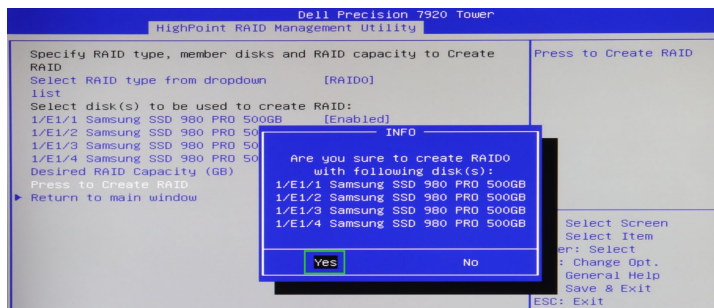 Dell Precision 7920 Tower
HighPoint RAID Management Utility
Specify RAID type, member disks and RAID capacity to Create
RAID
Select RAID type from dropdown [RAID0]
list
Select disk(s) to be used to create RAID:
1/E1/1 Samsung SSD 980 PRO 500GB [Enabled]
1/E1/2 Samsung SSD 980 PRO 50
1/E1/3 Samsung SSD 980 PRO 50
1/E1/4 Samsung SSD 980 PRO 50
Desired RAID Capacity (GB)
Press to Create RAID
Return to main window
INFO
Are you sure to create RAID0
with following disk(s):
1/E1/1 Samsung SSD 980 PRO 500GB
1/E1/2 Samsung SSD 980 PRO 500GB
1/E1/3 Samsung SSD 980 PRO 500GB
1/E1/4 Samsung SSD 980 PRO 500GB
Yes No
Press to Create RAID
Select Screen
Select Item
er: Select
: Change Opt.
General Help
Save & Exit
ESC: Exit